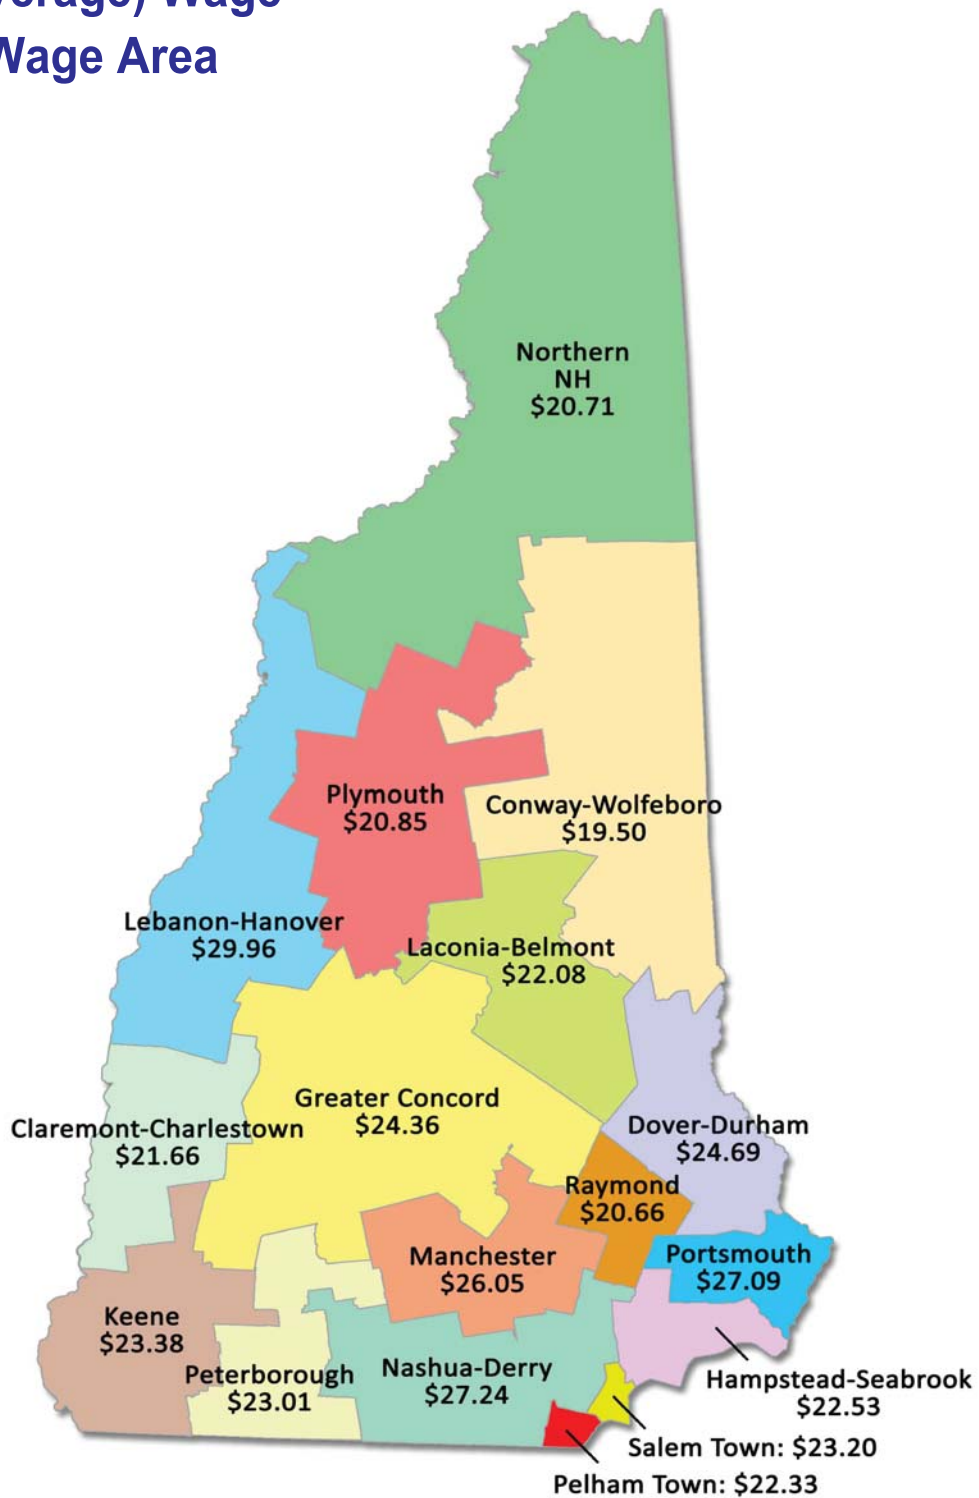 Wage
Wage Area
Northern
NH
$20.71
Plymouth
$20.85
Conway-Wolfeboro
$19.50
Lebanon-Hanover
$29.96
Laconia-Belmont
$22.08
Greater Concord
$24.36
Claremont-Charlestown
$21.66
Dover-Durham
$24.69
Raymond
$20.66
Manchester
$26.05
Portsmouth
$27.09
Keene
$23.38
Peterborough
$23.01
Nashua-Derry
$27.24
Hampstead-Seabrook
$22.53
Salem Town: $23.20
Pelham Town: $22.33